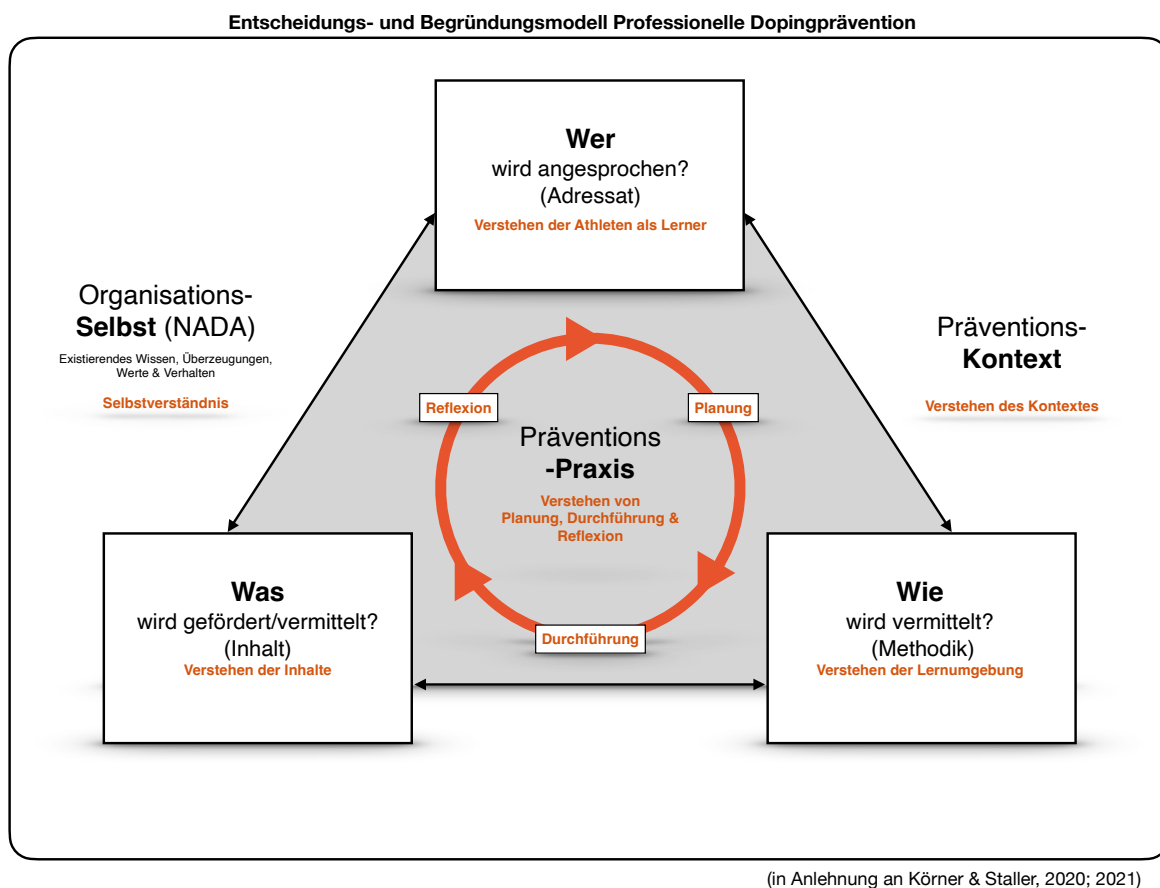 Entscheidungs- und Begründungsmodell Professionelle Dopingprävention
Wer
wird angesprochen?
(Adressat)
Verstehen der Athleten als Lerner
Organisations-
Selbst (NADA)
Existierendes Wissen, Überzeugungen,
Werte & Verhalten
Selbstverständnis
Präventions-
Kontext
Verstehen des Kontextes
Reflexion
Planung
Präventions
-Praxis
Verstehen von
Planung, Durchführung &
Reflexion
Durchführung
Was
wird gefördert/vermittelt?
(Inhalt)
Verstehen der Inhalte
Wie
wird vermittelt?
(Methodik)
Verstehen der Lernumgebung
(in Anlehnung an Körner & Staller, 2020; 2021)